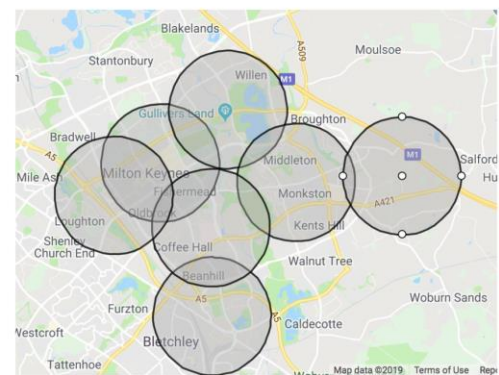 Blakelands
A509
Moulsoe
Stantonbury
Willen
M1
Gullivers Land
Broughton
Bradwell
A5
M1
Middleton
Salford
Mile
Milton Keynes
Fishermead
Monkston
A421
Oldbrook
Loughton
Kents Hill
Shenley
Church End
Coffee Hall
Walnut Tree
Beanhill
A5
Woburn Sands
Furzton
A5
Caldecotte
Westcroft
Bletchley
Tattenhoe
Map data ©2019 Terms of Use